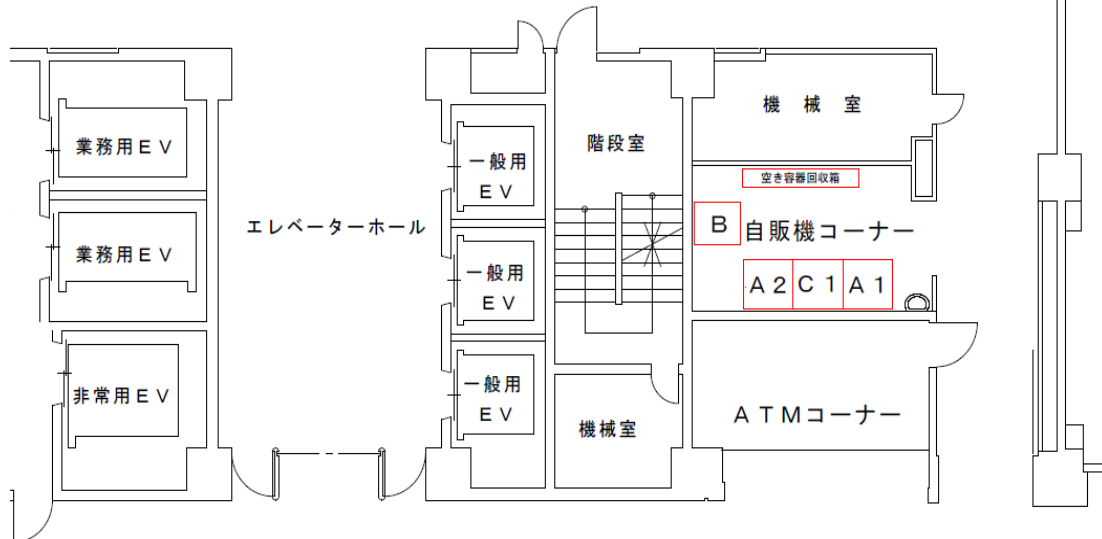 機　械　室
階段室
業務用ＥＶ
一般用
ＥＶ
空き容器回収箱
Ｂ
自販機コーナー
エレベーターホール
業務用ＥＶ
一般用
ＥＶ
Ａ２
Ｃ１
Ａ１
非常用ＥＶ
一般用
ＥＶ
機械室
ＡＴＭコーナー